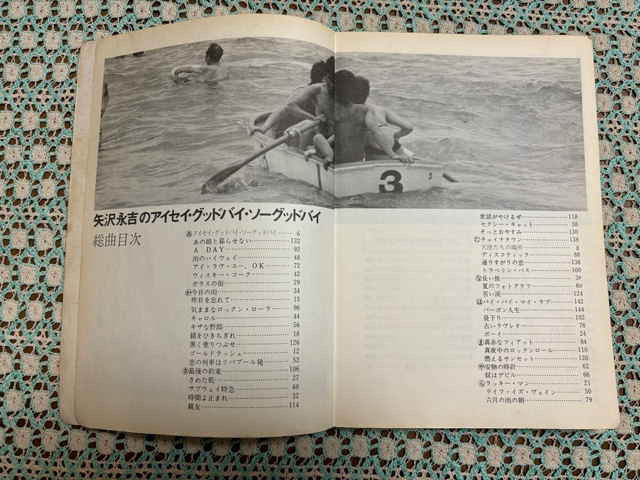 3
矢沢永吉のアイセイ・グッドバイ・ソーグッドバイ
総曲目次
あアイセイ・グッドバイ・ソーグッドバイ 6
あの娘と暮らせない 132
A DAY 92
雨のハイウェイ 48
アイ・ラヴ・ユー, OK 72
ウィスキー・コーク 42
ガラスの街 29
か今日の雨 34
昨日を忘れて 15
気ままなロックン・ローラー 96
キャロル 44
キザな野郎 56
鎖をひきちぎれ 18
黒く塗りつぶせ 126
ゴールドラッシュ 12
恋の列車はリバプール発 52
さ最後の約束 106
さめた肌 27
サブウェイ特急 68
時間よ止まれ 32
親友 114
世話がやけるぜ 118
セクシー・キャット 38
そっとおやすみ 130
たチャイナタウン 138
天使たちの場所 8
ディスコティック 88
通りすがりの恋 136
トラベリン・バス 100
な長い旅 36
夏のフォトグラフ 60
苦い涙 124
はバイ・バイ・マイ・ラブ 142
バーボン人生 144
昼下り 102
古いラヴレター 76
ボーイ 24
ま真赤なフィアット 84
真夜中のロックンロール 110
燃えるサンセット 120
や安物の時計 62
奴はデビル 66
らラッキー・マン 21
ライフ・イズ・ヴェイン 50
六月の雨の朝 79